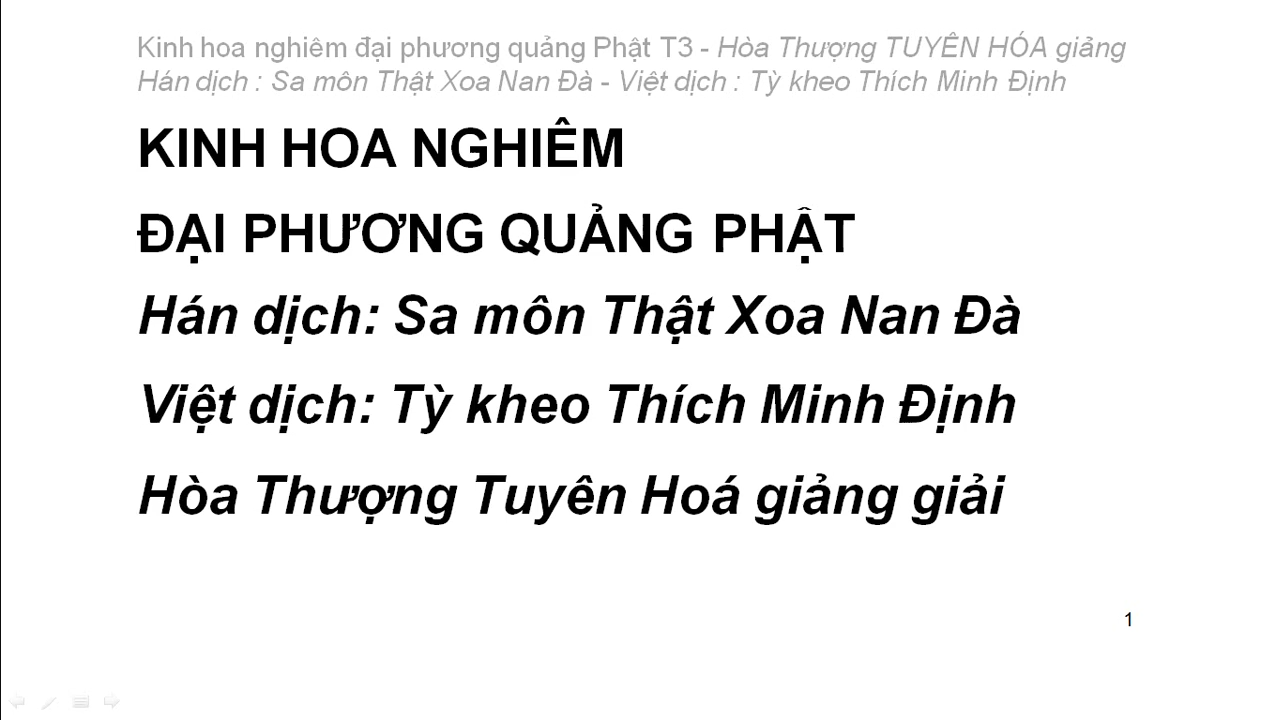 Kinh hoa nghiêm đại phương quảng Phật T3 - Hòa Thượng TUYÊN HÓA giảng
Hán dịch : Sa môn Thật Xoa Nan Đà - Việt dịch : Tỳ kheo Thích Minh Định
KINH HOA NGHIÊM
ĐẠI PHƯƠNG QUẢNG PHẬT
Hán dịch: Sa môn Thật Xoa Nan Đà
Việt dịch: Tỳ kheo Thích Minh Định
Hòa Thượng Tuyên Hoá giảng giải
1